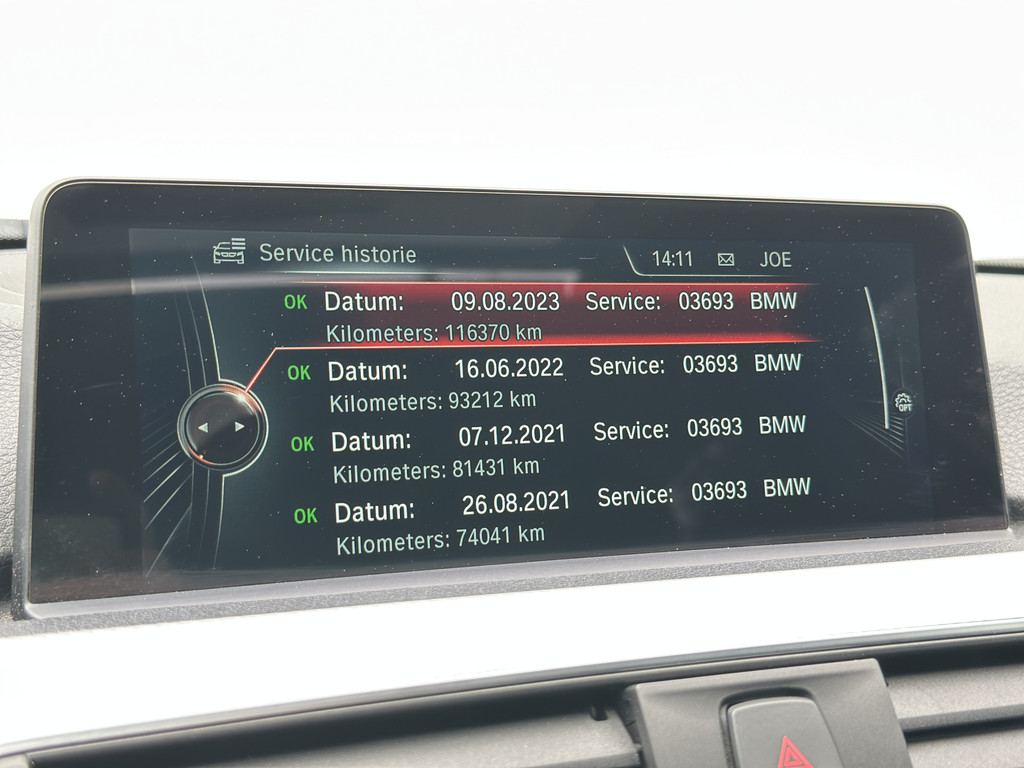 Service historie 14:11 JOE
OK Datum: 09.08.2023 Service: 03693 BMW
Kilometers: 116370 km
OK Datum: 16.06.2022 Service: 03693 BMW
Kilometers: 93212 km
OPT
OK Datum: 07.12.2021 Service: 03693 BMW
Kilometers: 81431 km
OK Datum: 26.08.2021 Service: 03693 BMW
Kilometers: 74041 km